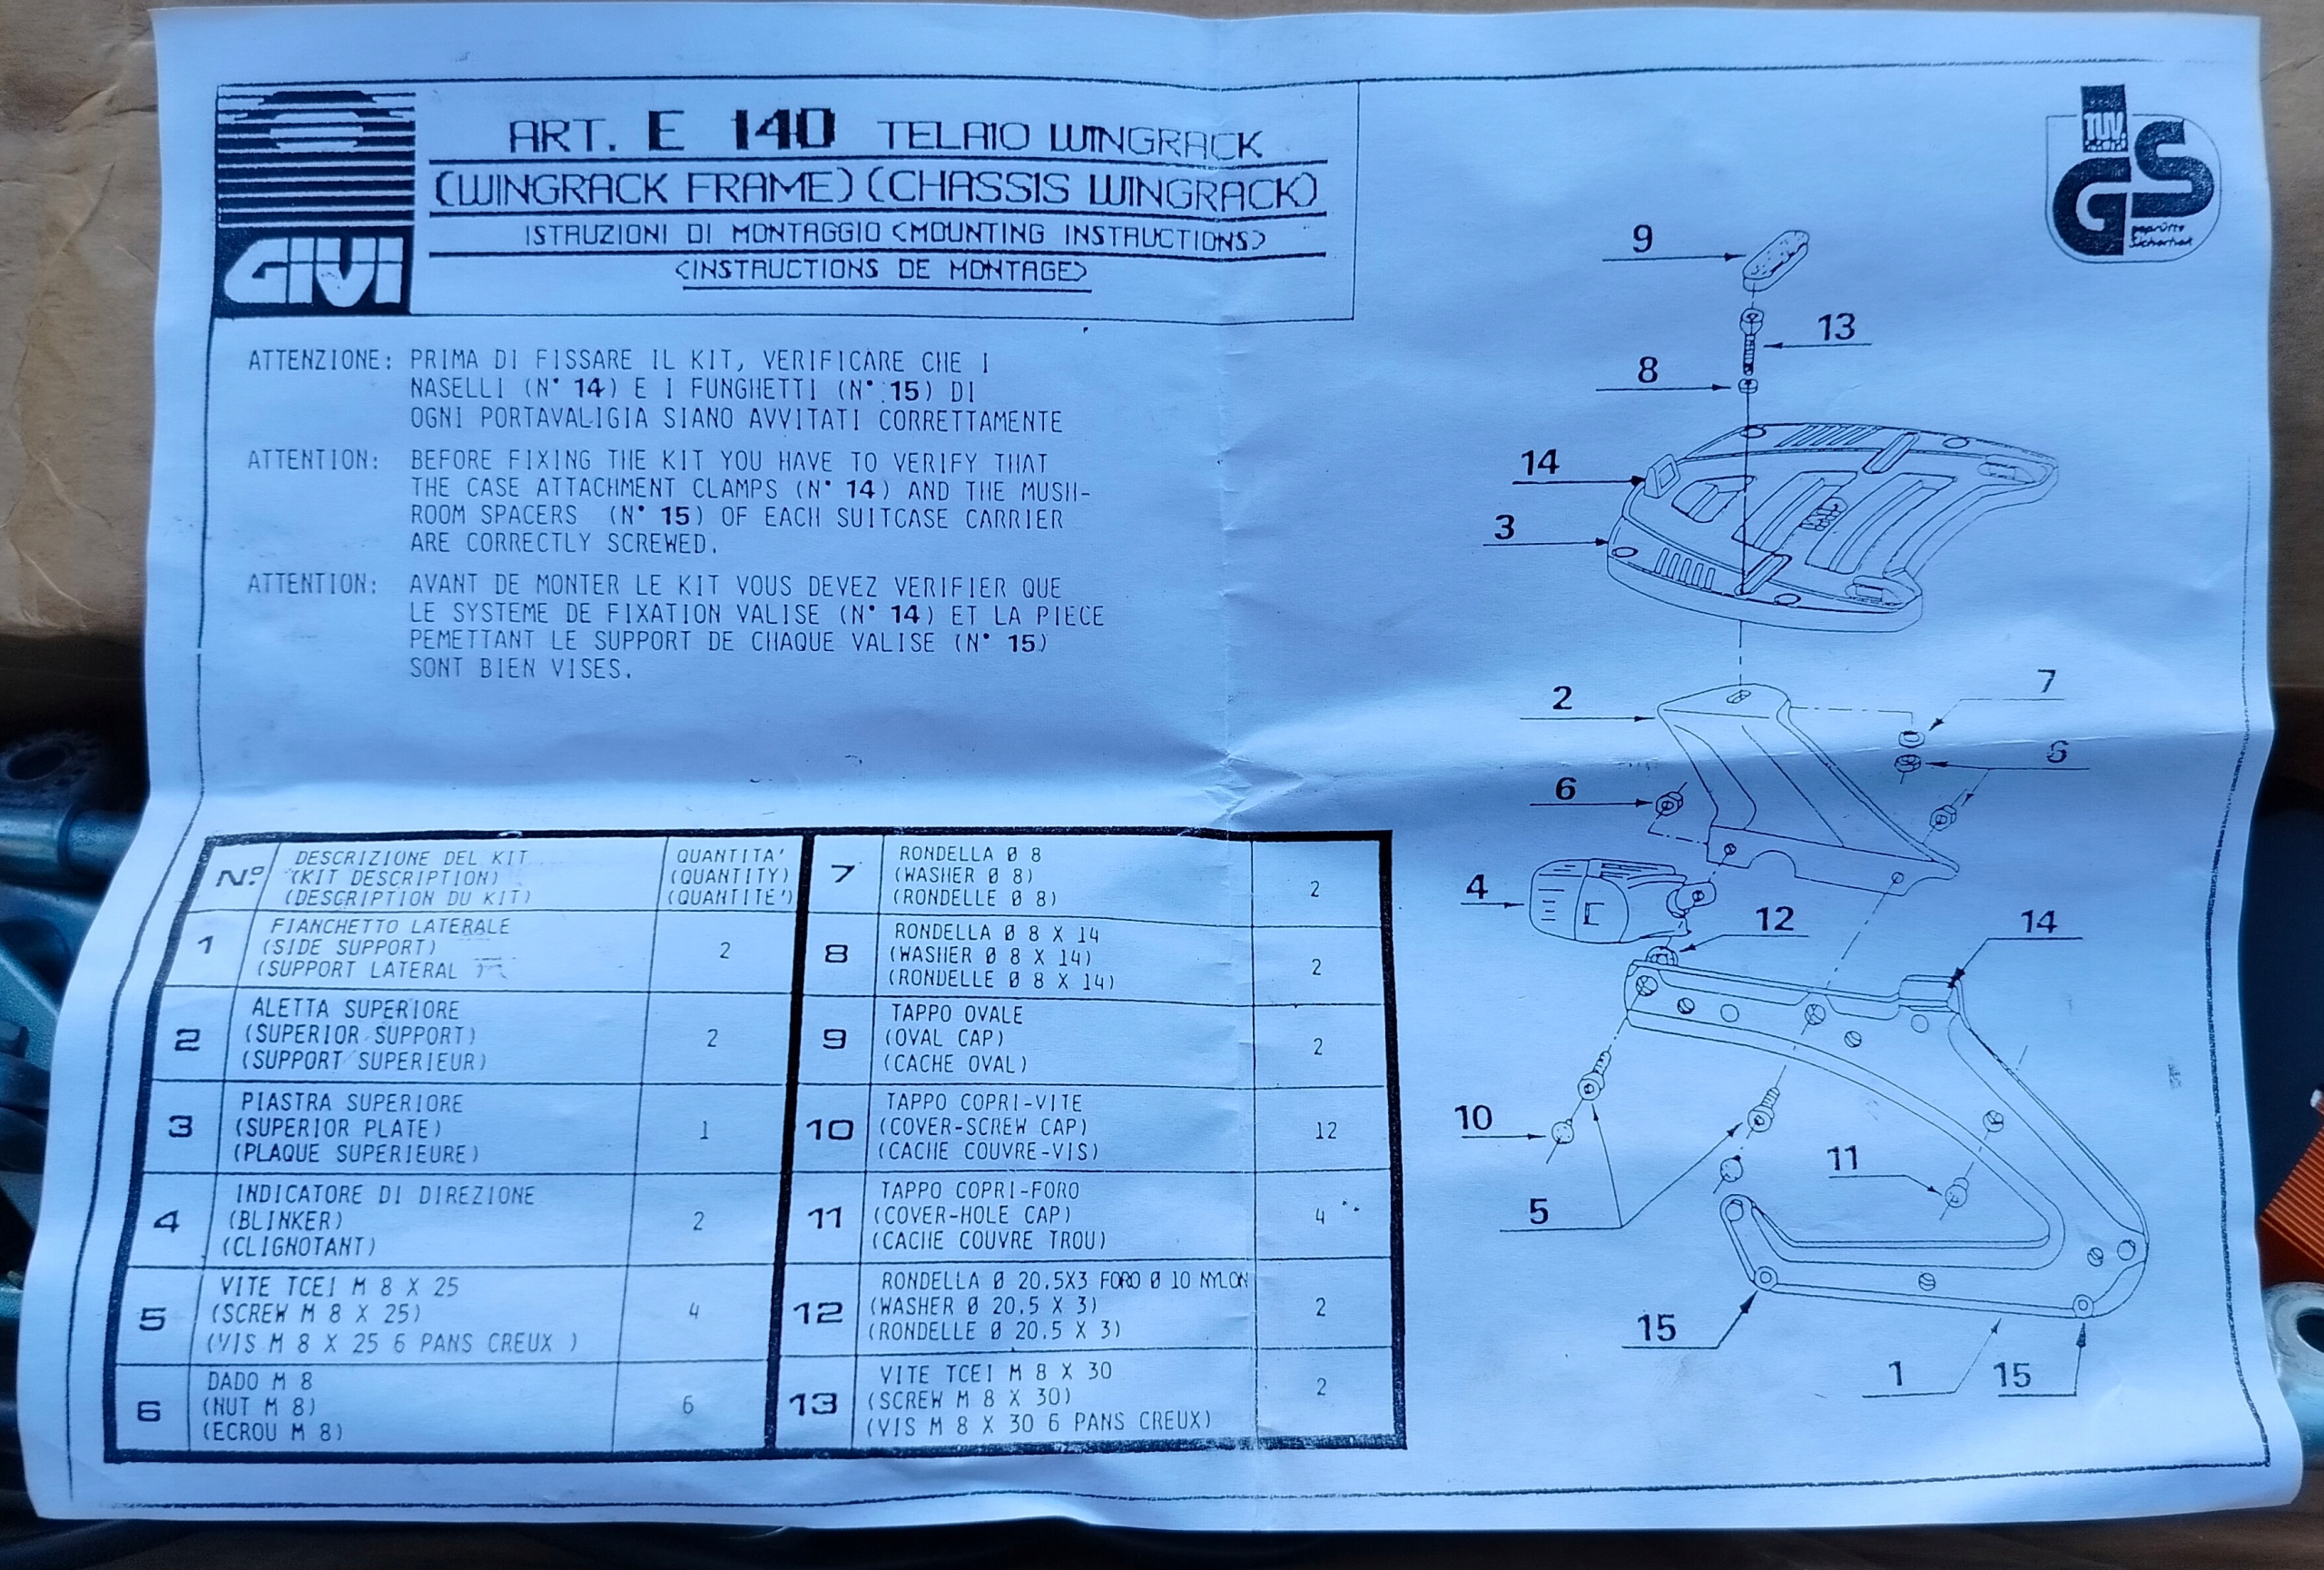 GIVI
ART. E 140 TELAIO WINGRACK
(WINGRACK FRAME) (CHASSIS WINGRACK)
ISTRUZIONI DI MONTAGGIO <MOUNTING INSTRUCTIONS>
<INSTRUCTIONS DE MONTAGE>
TUV
GS
geprüfte
Sicherheit
ATTENZIONE: PRIMA DI FISSARE IL KIT, VERIFICARE CHE I
NASELLI (N° 14) E I FUNGHETTI (N° 15) DI
OGNI PORTAVALIGIA SIANO AVVITATI CORRETTAMENTE
ATTENTION: BEFORE FIXING THE KIT YOU HAVE TO VERIFY THAT
THE CASE ATTACHMENT CLAMPS (N° 14) AND THE MUSH-
ROOM SPACERS (N° 15) OF EACH SUITCASE CARRIER
ARE CORRECTLY SCREWED.
ATTENTION: AVANT DE MONTER LE KIT VOUS DEVEZ VERIFIER QUE
LE SYSTEME DE FIXATION VALISE (N° 14) ET LA PIECE
PEMETTANT LE SUPPORT DE CHAQUE VALISE (N° 15)
SONT BIEN VISES.
N.° DESCRIZIONE DEL KIT QUANTITA'
(KIT DESCRIPTION) (QUANTITY)
(DESCRIPTION DU KIT) (QUANTITE')
1 FIANCHETTO LATERALE
(SIDE SUPPORT) 2
(SUPPORT LATERAL
2 ALETTA SUPERIORE
(SUPERIOR SUPPORT) 2
(SUPPORT SUPERIEUR)
3 PIASTRA SUPERIORE
(SUPERIOR PLATE) 1
(PLAQUE SUPERIEURE)
4 INDICATORE DI DIREZIONE
(BLINKER) 2
(CLIGNOTANT)
5 VITE TCEI M 8 X 25
(SCREW M 8 X 25) 4
(VIS M 8 X 25 6 PANS CREUX )
6 DADO M 8
(NUT M 8) 6
(ECROU M 8)
7 RONDELLA Ø 8
(WASHER Ø 8) 2
(RONDELLE Ø 8)
8 RONDELLA Ø 8 X 14
(WASHER Ø 8 X 14) 2
(RONDELLE Ø 8 X 14)
9 TAPPO OVALE
(OVAL CAP) 2
(CACHE OVAL)
10 TAPPO COPRI-VITE
(COVER-SCREW CAP) 12
(CACHE COUVRE-VIS)
11 TAPPO COPRI-FORO
(COVER-HOLE CAP) 4
(CACHE COUVRE TROU)
12 RONDELLA Ø 20.5X3 FORO Ø 10 NYLON
(WASHER Ø 20.5 X 3) 2
(RONDELLE Ø 20.5 X 3)
13 VITE TCEI M 8 X 30
(SCREW M 8 X 30) 2
(VIS M 8 X 30 6 PANS CREUX)
9
13
8
14
3
2
7
6
6
4
12
14
10
11
5
15
1
15